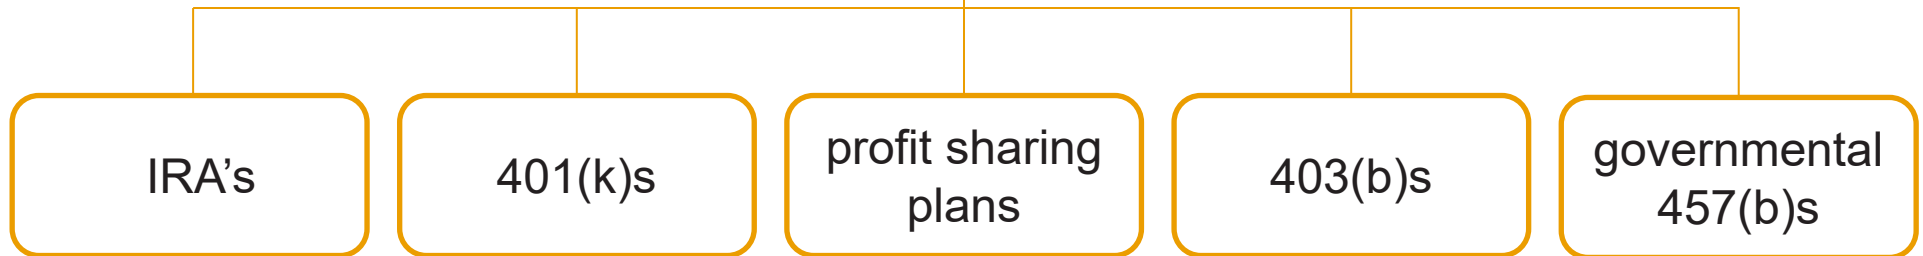 IRA’s
401(k)s
profit sharing
plans
403(b)s
governmental
457(b)s